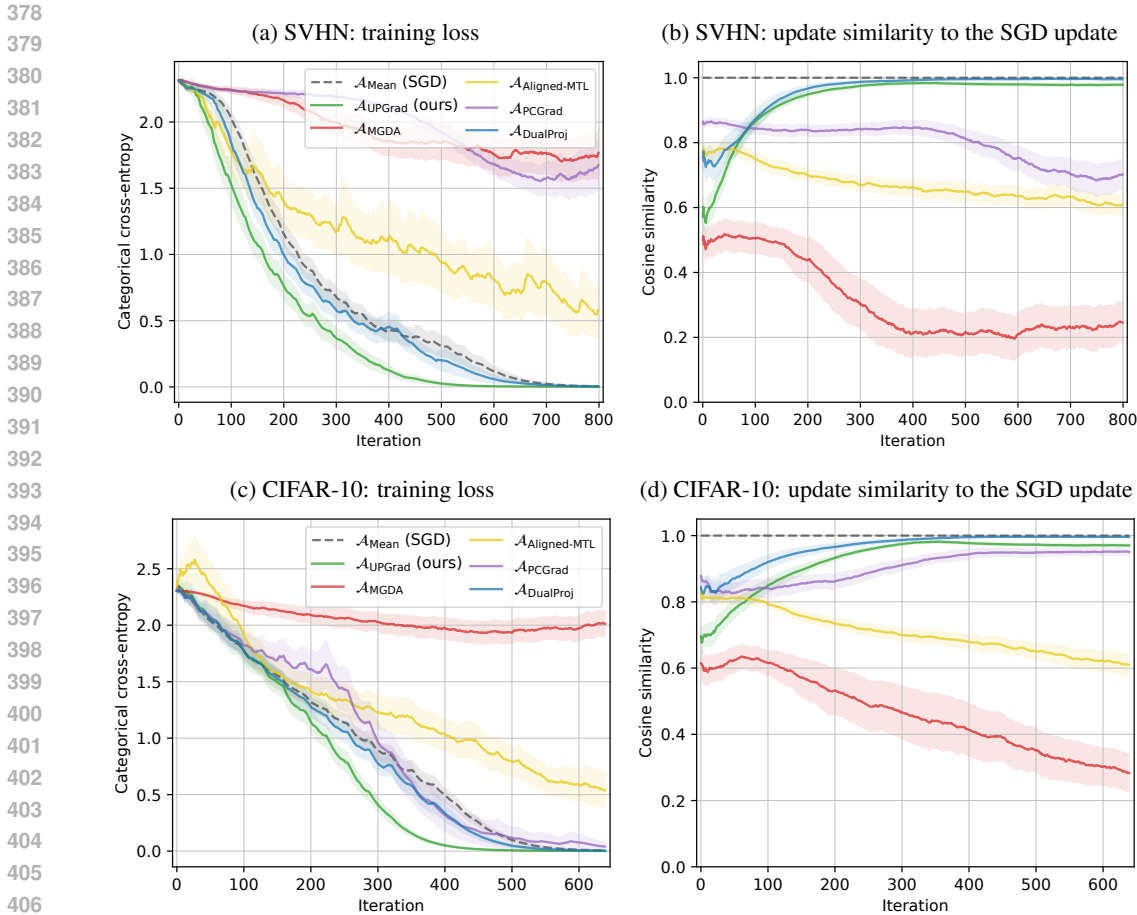 378
379
380
381
382
383
384
385
386
387
388
389
390
391
392
393
394
395
396
397
398
399
400
401
402
403
404
405
406
(a) SVHN: training loss
Categorical cross-entropy
2.0
1.5
1.0
0.5
0.0
𝒜Mean (SGD)
𝒜UPGrad (ours)
𝒜MGDA
𝒜Aligned-MTL
𝒜PCGrad
𝒜DualProj
0 100 200 300 400 500 600 700 800
Iteration
(b) SVHN: update similarity to the SGD update
Cosine similarity
1.0
0.8
0.6
0.4
0.2
0.0
0 100 200 300 400 500 600 700 800
Iteration
(c) CIFAR-10: training loss
Categorical cross-entropy
2.5
2.0
1.5
1.0
0.5
0.0
𝒜Mean (SGD)
𝒜UPGrad (ours)
𝒜MGDA
𝒜Aligned-MTL
𝒜PCGrad
𝒜DualProj
0 100 200 300 400 500 600
Iteration
(d) CIFAR-10: update similarity to the SGD update
Cosine similarity
1.0
0.8
0.6
0.4
0.2
0.0
0 100 200 300 400 500 600
Iteration